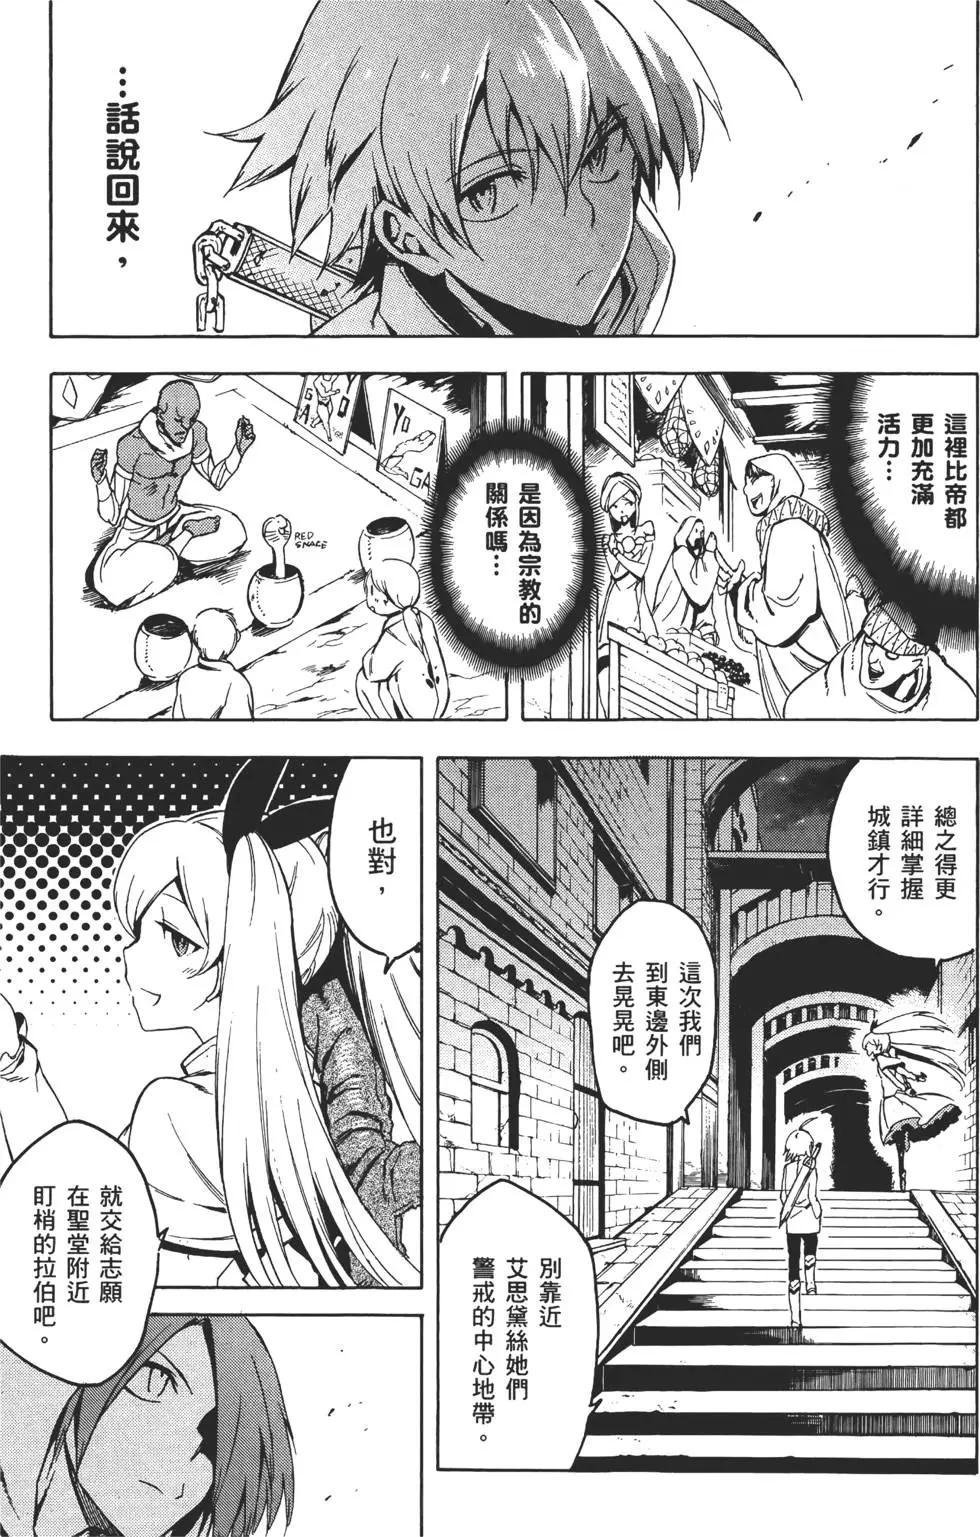 …話說回來，
這裡比帝都
更加充滿
活力…
是因為宗教的
關係嗎…
YO
GA
YO
GA
RED
SNAKE
總之得更
詳細掌握
城鎮才行。
這次我們
到東邊外側
去晃晃吧。
別靠近
艾思黛絲她們
警戒的中心地帶。
也對，
就交給志願
在聖堂附近
盯梢的拉伯吧。